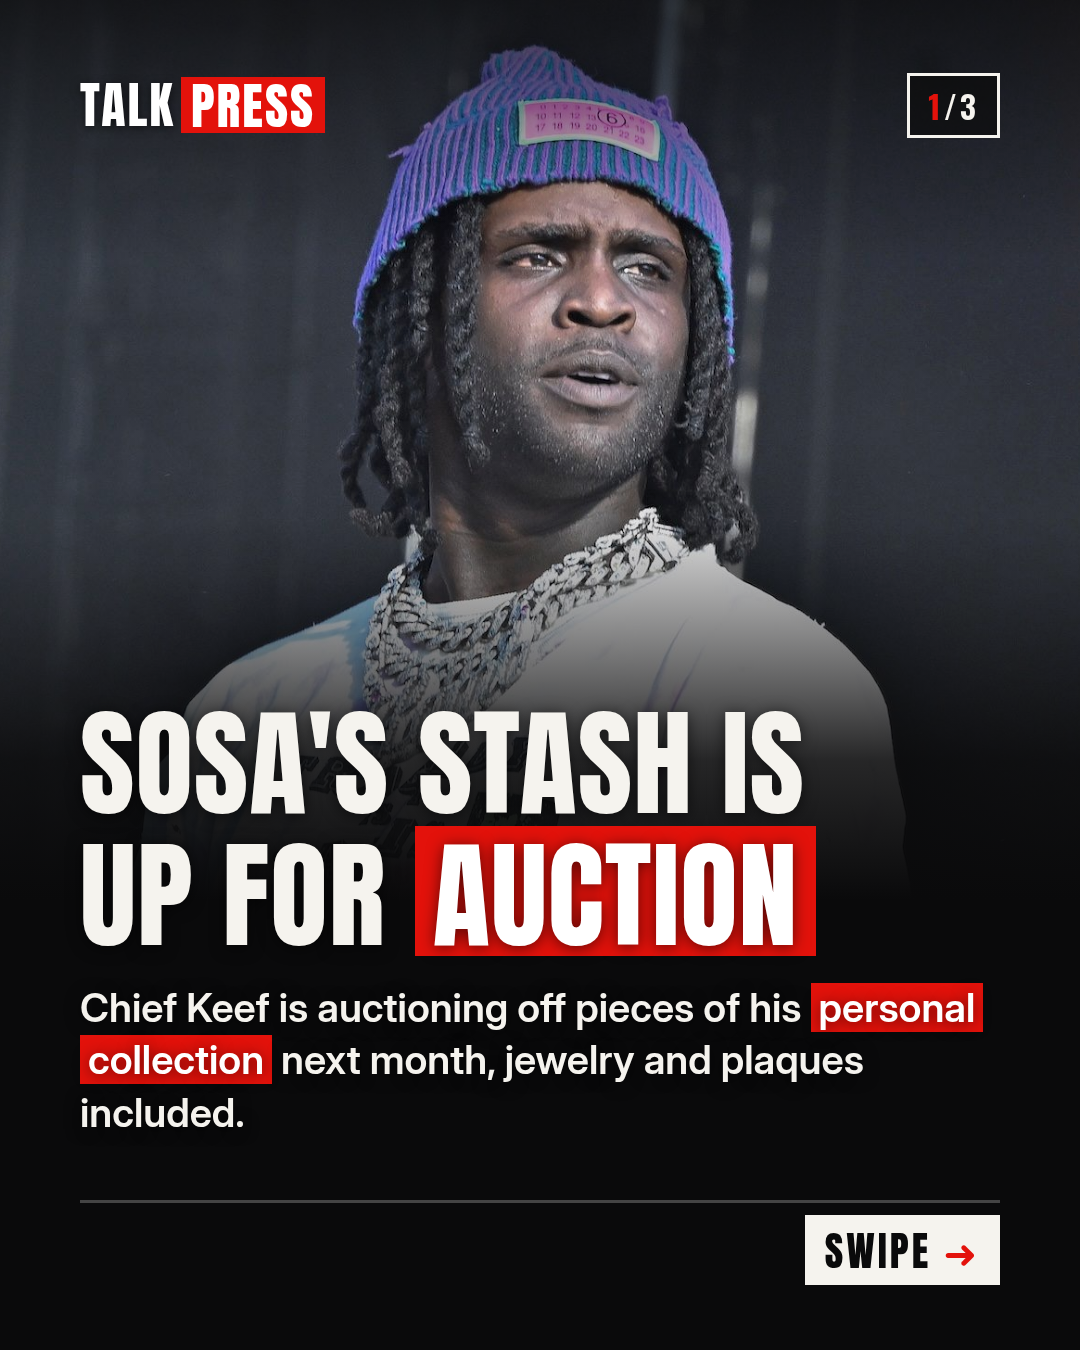 TALK PRESS
1/3
SOSA'S STASH IS
UP FOR AUCTION
Chief Keef is auctioning off pieces of his personal
collection next month, jewelry and plaques
included.
SWIPE →